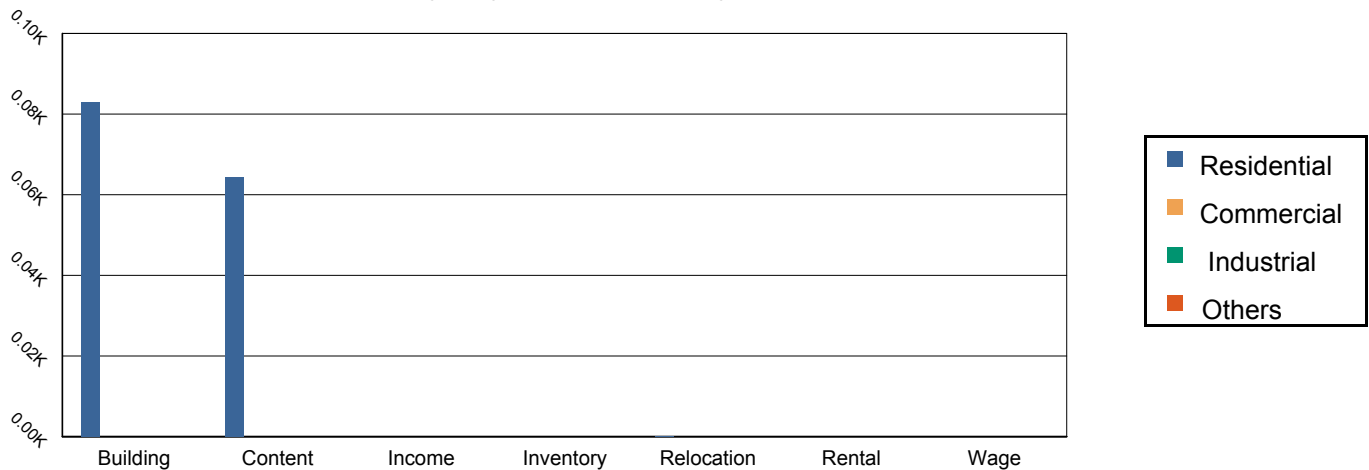 0.10K
0.08K
0.06K
0.04K
0.02K
0.00K
Building Content Income Inventory Relocation Rental Wage
Residential
Commercial
Industrial
Others